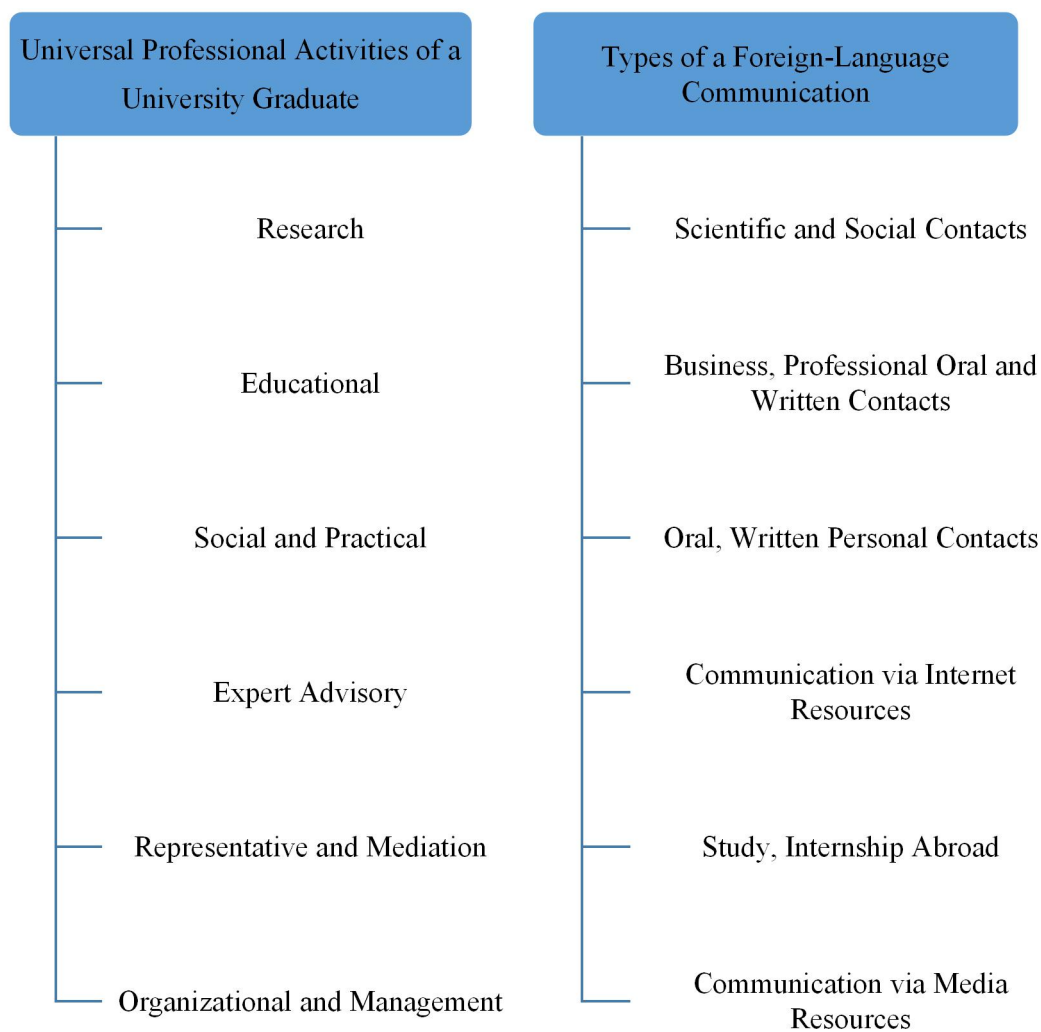 Universal Professional Activities of a
University Graduate
Research
Educational
Social and Practical
Expert Advisory
Representative and Mediation
Organizational and Management
Types of a Foreign-Language
Communication
Scientific and Social Contacts
Business, Professional Oral and
Written Contacts
Oral, Written Personal Contacts
Communication via Internet
Resources
Study, Internship Abroad
Communication via Media
Resources